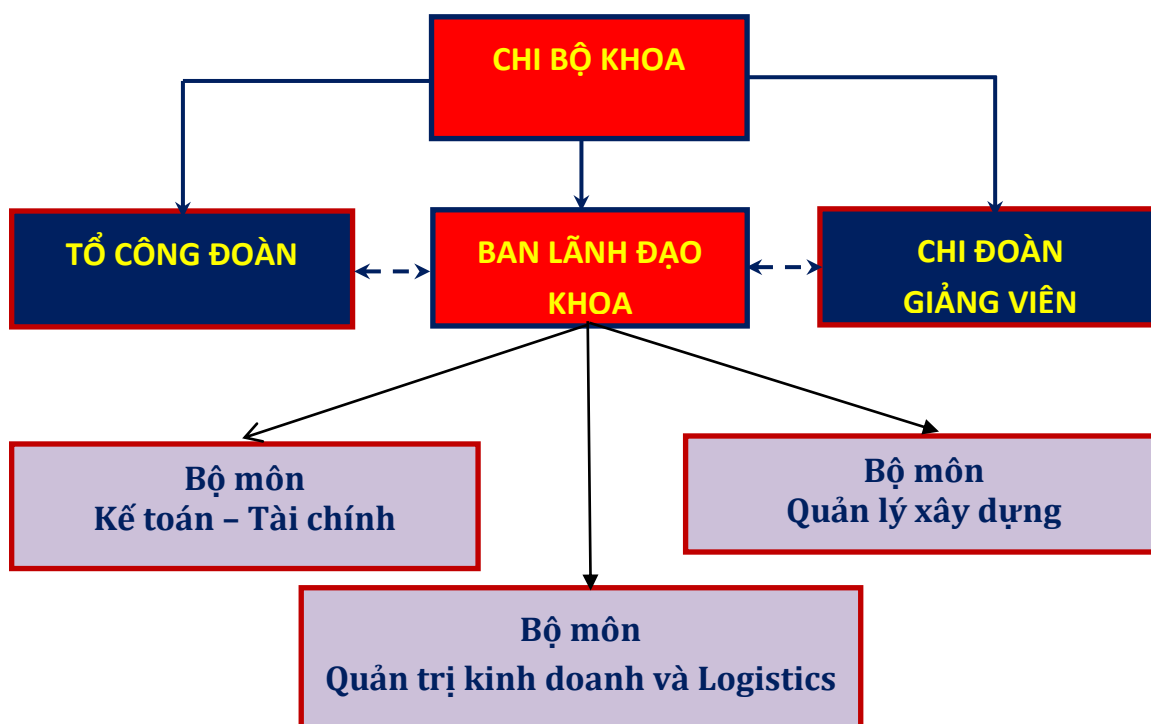 CHI BỘ KHOA
TỔ CÔNG ĐOÀN
BAN LÃNH ĐẠO
KHOA
CHI ĐOÀN
GIẢNG VIÊN
Bộ môn
Kế toán – Tài chính
Bộ môn
Quản lý xây dựng
Bộ môn
Quản trị kinh doanh và Logistics